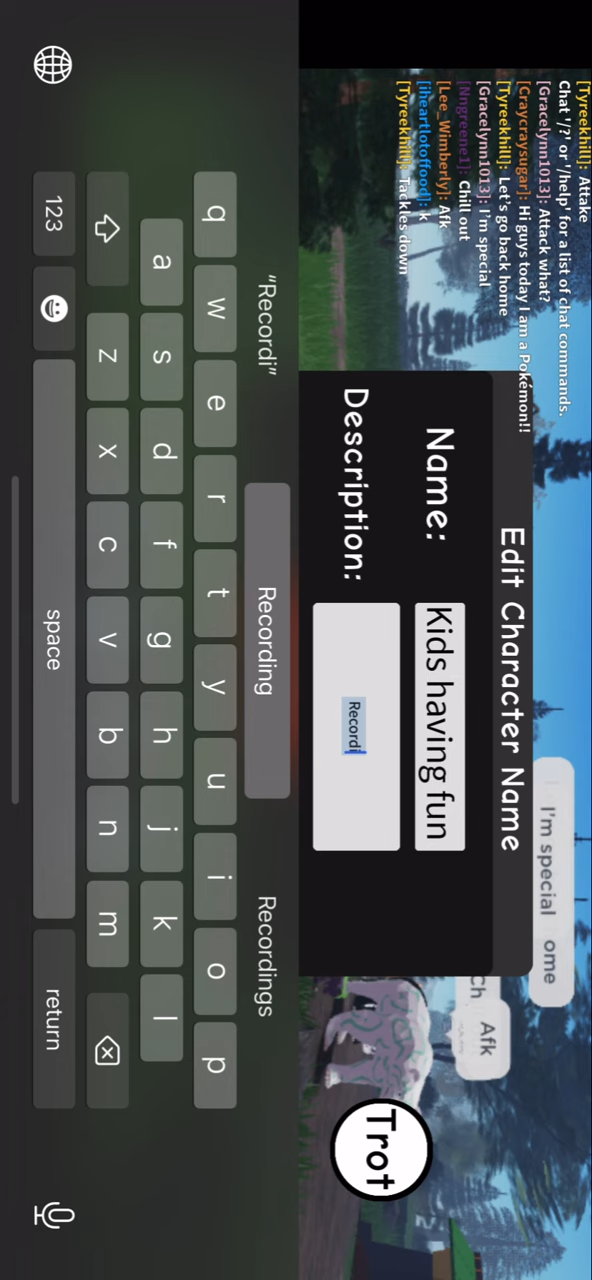 [Tyreekhill]: Attake
Chat '/?' or '/help' for a list of chat commands.
[Gracelynn1013]: Attack what?
[Craycraysugar]: Hi guys today I am a Pokémon!!
[Tyreekhill]: Let's go back home
[Gracelynn1013]: I'm special
[Nngreene1]: Chill out
[Lee_Wimberly]: Afk
[iheartlotoffood]: k
[Tyreekhill]: Tackles down
I'm special
ome
Ch
Afk
Edit Character Name
Name: Kids having fun
Description: Recordi
Trot
"Recordi" Recording Recordings
q w e r t y u i o p
a s d f g h j k l
z x c v b n m
123 space return